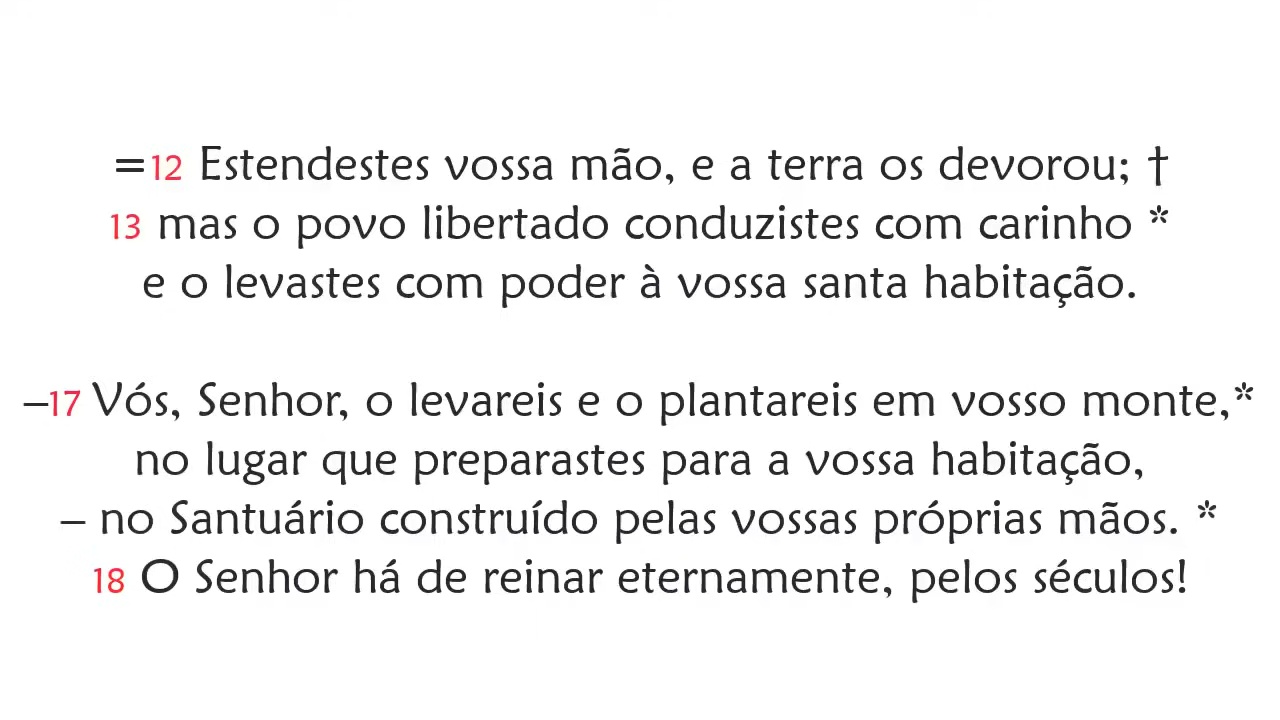 =12 Estendestes vossa mão, e a terra os devorou; †
13 mas o povo libertado conduzistes com carinho *
e o levastes com poder à vossa santa habitação.
–17 Vós, Senhor, o levareis e o plantareis em vosso monte,*
no lugar que preparastes para a vossa habitação,
– no Santuário construído pelas vossas próprias mãos. *
18 O Senhor há de reinar eternamente, pelos séculos!